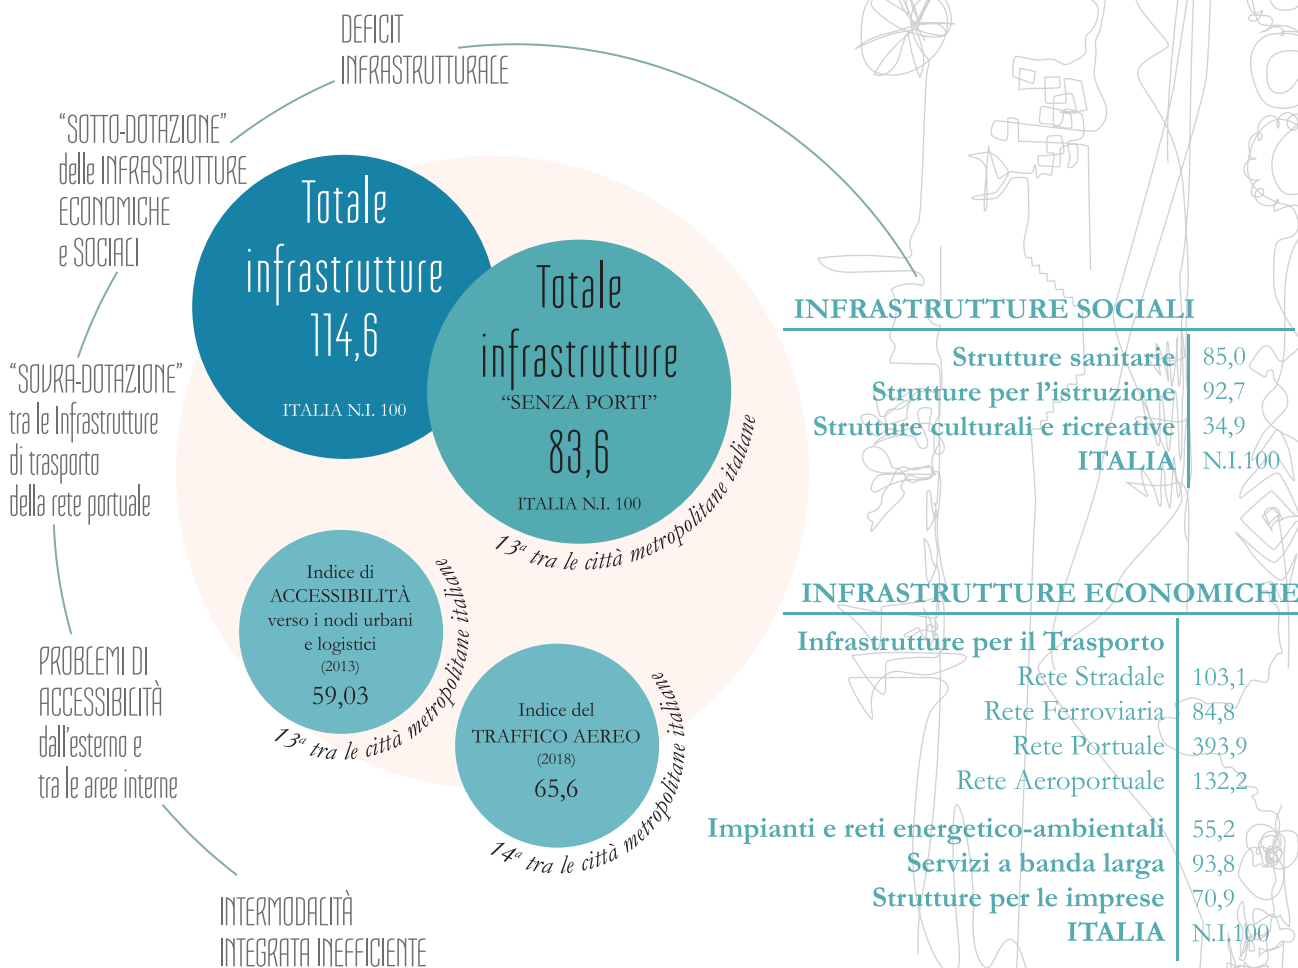 DEFICIT
INFRASTRUTTURALE
“SOTTO-DOTAZIONE”
delle INFRASTRUTTURE
ECONOMICHE
e SOCIALI
“SOVRA-DOTAZIONE”
tra le Infrastrutture
di trasporto
della rete portuale
PROBLEMI DI
ACCESSIBILITÀ
dall'esterno e
tra le aree interne
INTERMODALITÀ
INTEGRATA INEFFICIENTE
Totale
infrastrutture
114,6
ITALIA N.I. 100
Totale
infrastrutture
“SENZA PORTI”
83,6
ITALIA N.I. 100
13ª tra le città metropolitane italiane
Indice di
ACCESSIBILITÀ
verso i nodi urbani
e logistici
(2013)
59,03
13ª tra le città metropolitane italiane
Indice del
TRAFFICO AEREO
(2018)
65,6
14ª tra le città metropolitane italiane
INFRASTRUTTURE SOCIALI
Strutture sanitarie 85,0
Strutture per l'istruzione 92,7
Strutture culturali e ricreative 34,9
ITALIA N.I.100
INFRASTRUTTURE ECONOMICHE
Infrastrutture per il Trasporto
Rete Stradale 103,1
Rete Ferroviaria 84,8
Rete Portuale 393,9
Rete Aeroportuale 132,2
Impianti e reti energetico-ambientali 55,2
Servizi a banda larga 93,8
Strutture per le imprese 70,9
ITALIA N.I.100